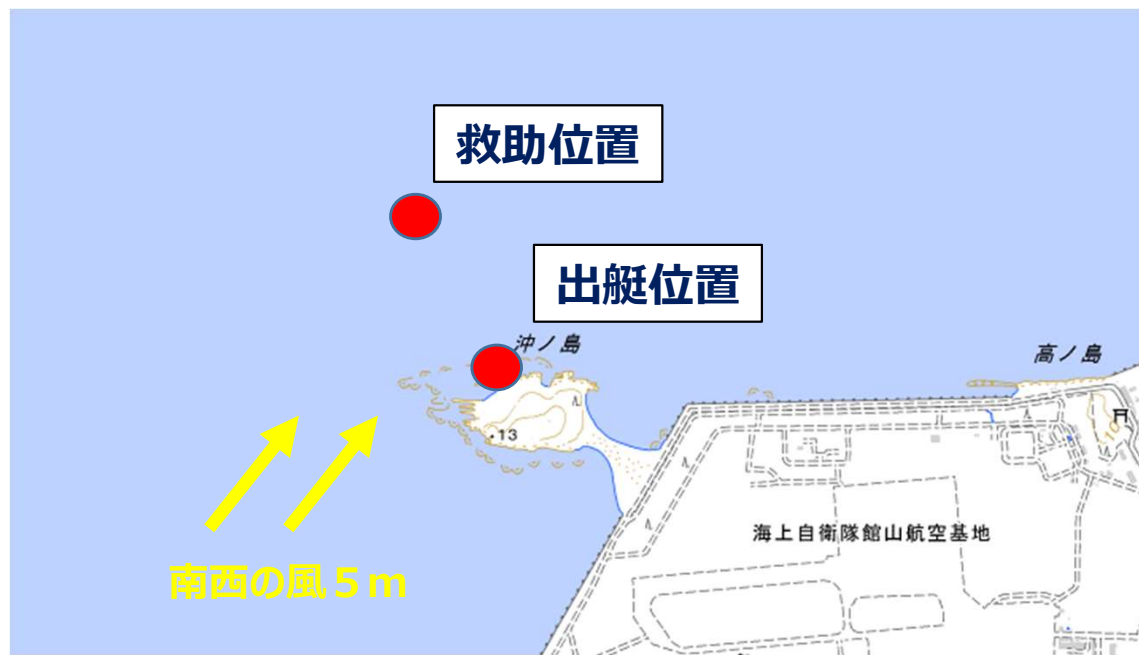 救助位置
出艇位置
沖ノ島
高ノ島
・13
10
海上自衛隊館山航空基地
南西の風５ｍ